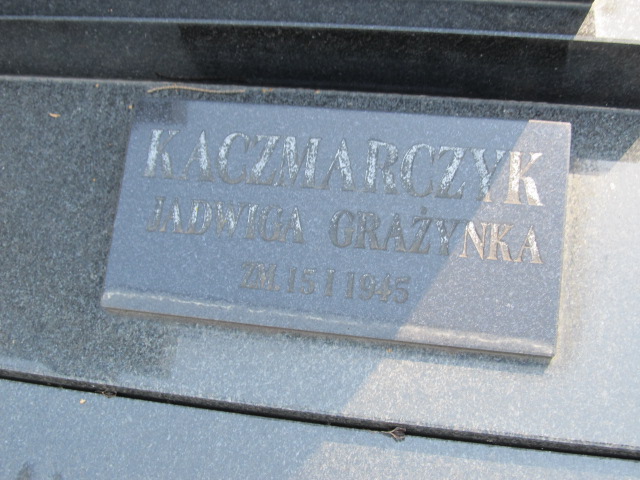 KACZMARCZYK
JADWIGA GRAŻYNKA
ZM. 15 I 1945